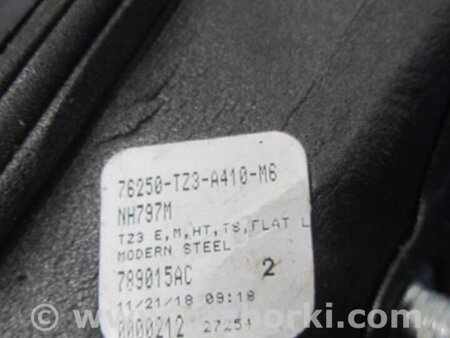 76250-TZ3-A410-M6
NH797M
TZ3 E,M,HT,TS,FLAT L
MODERN STEEL
789015AC 2
11/21/18 09:18
0000212 27254